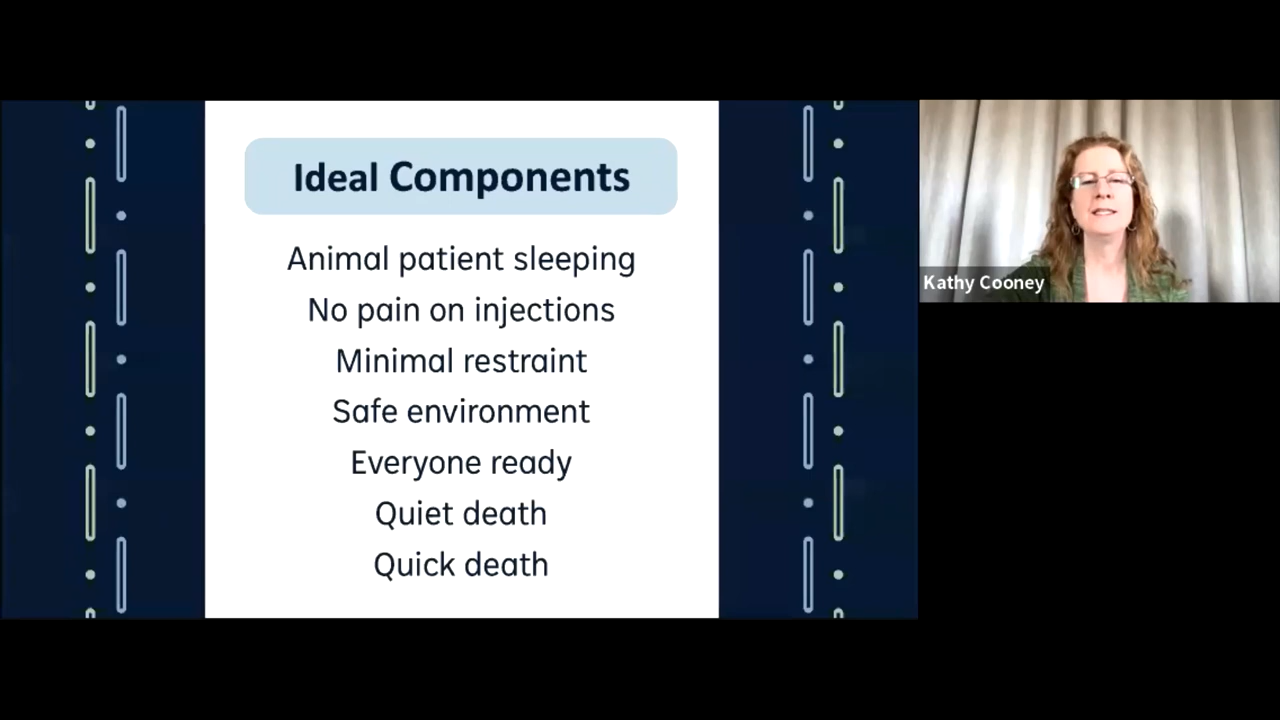 Ideal Components
Animal patient sleeping
No pain on injections
Minimal restraint
Safe environment
Everyone ready
Quiet death
Quick death
Kathy Cooney